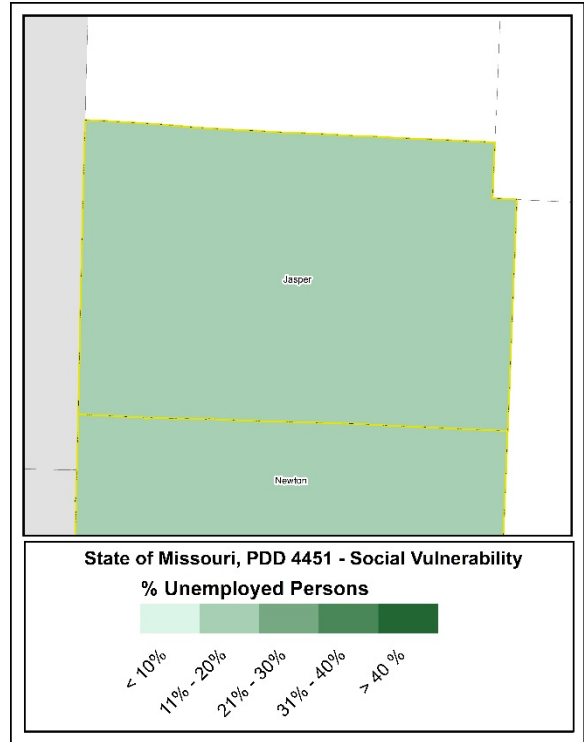 Jasper
Newton
State of Missouri, PDD 4451 - Social Vulnerability
% Unemployed Persons
< 10%
11% - 20%
21% - 30%
31% - 40%
> 40 %